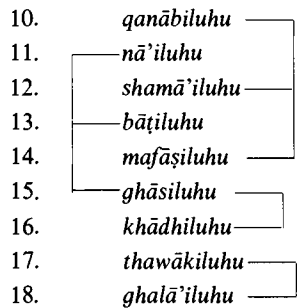 10. qanābiluhu
11. nā'iluhu
12. shamā'iluhu
13. bāṭiluhu
14. mafāṣiluhu
15. ghāsiluhu
16. khādhiluhu
17. thawākiluhu
18. ghalā'iluhu